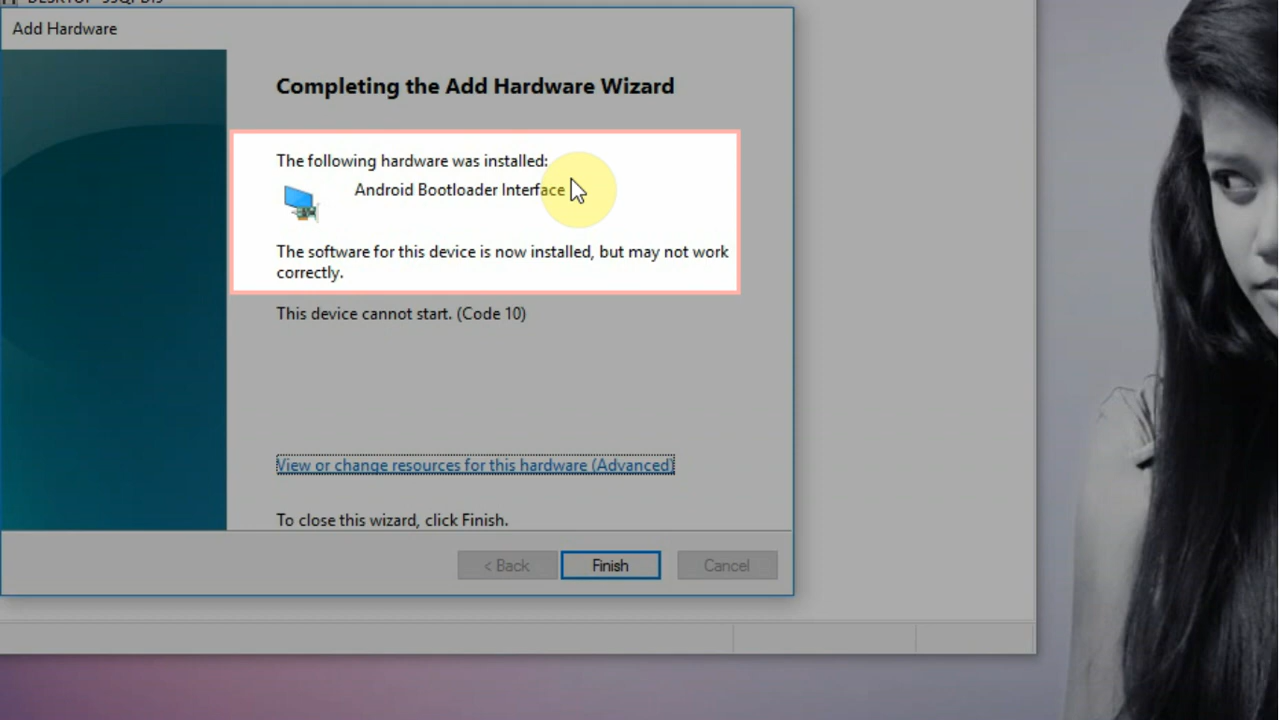 Add Hardware
Completing the Add Hardware Wizard
The following hardware was installed:
Android Bootloader Interface
The software for this device is now installed, but may not work
correctly.
This device cannot start. (Code 10)
View or change resources for this hardware (Advanced)
To close this wizard, click Finish.
< Back
Finish
Cancel